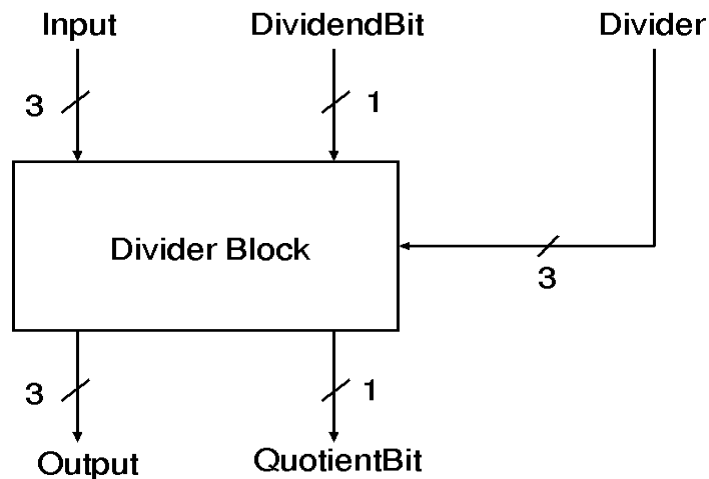 Input DividendBit Divider
3 1
Divider Block
3
3 1
Output QuotientBit